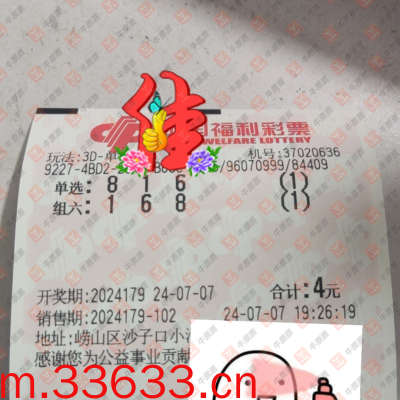 佳
福利彩票
WELFARE LOTTERY
玩法:3D-
机号:37020636
9227-4BD2-
/96070999/84409
单选: 8 1 6 (1)
组六: 1 6 8 (1)
开奖期:2024179 24-07-07 合计:4元
销售期:2024179-102 24-07-07 19:26:19
地址:崂山区沙子口小
感谢您为公益事业贡献
m.33633.cn